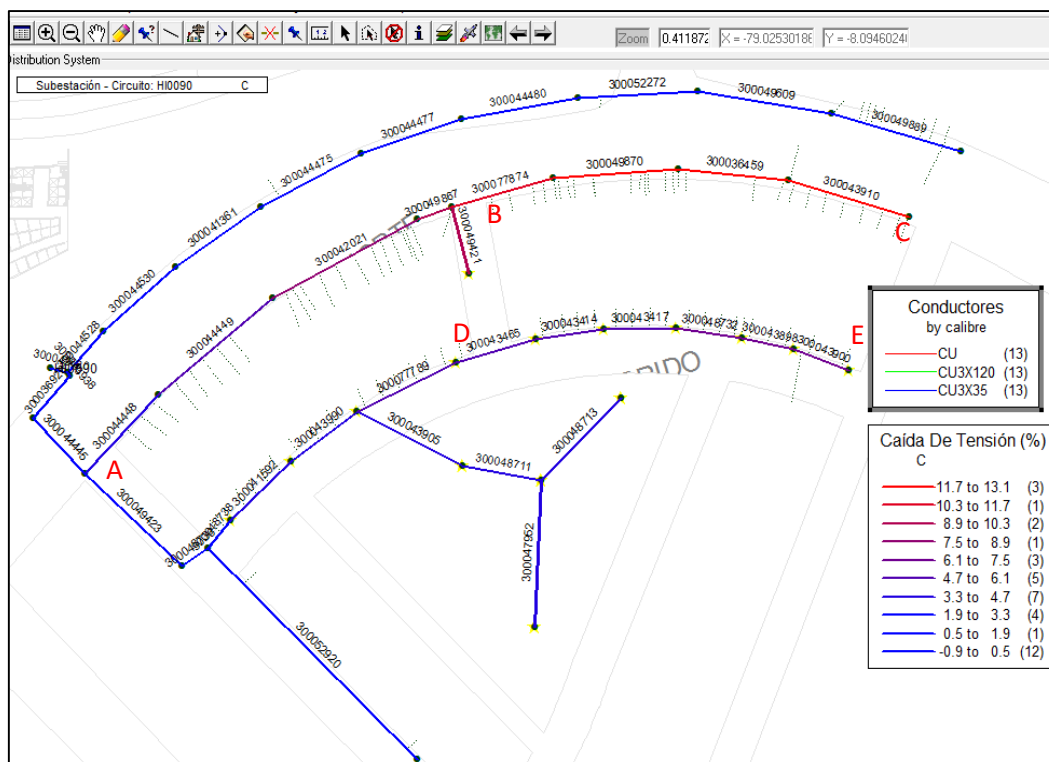 Zoom 0.411872 X = -79.02530186 Y = -8.0946024
istribution System
Subestación - Circuito: HI0090 C
300052272
300044480
300049609
300044477
300049889
300044475
300049870
300036459
300077874
300043910
300049867
B
C
300041361
300042021
300049421
300044530
300044449
300044528
D
300043465
300043414
300043417
300048732
300043898
300043900
E
300077789
300044448
300043990
300043905
300048713
300048711
300044445
A
300041592
300049423
300047952
300052920
Conductores
by calibre
CU (13)
CU3X120 (13)
CU3X35 (13)
Caída De Tensión (%)
C
11.7 to 13.1 (3)
10.3 to 11.7 (1)
8.9 to 10.3 (2)
7.5 to 8.9 (1)
6.1 to 7.5 (3)
4.7 to 6.1 (5)
3.3 to 4.7 (7)
1.9 to 3.3 (4)
0.5 to 1.9 (1)
-0.9 to 0.5 (12)